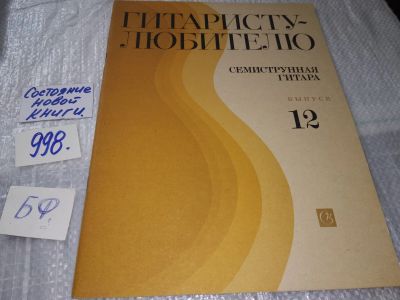 ГИТАРИСТУ-
ЛЮБИТЕЛЮ
СЕМИСТРУННАЯ
ГИТАРА
ВЫПУСК
12
Состояние
новой
книги.
998.
БФ